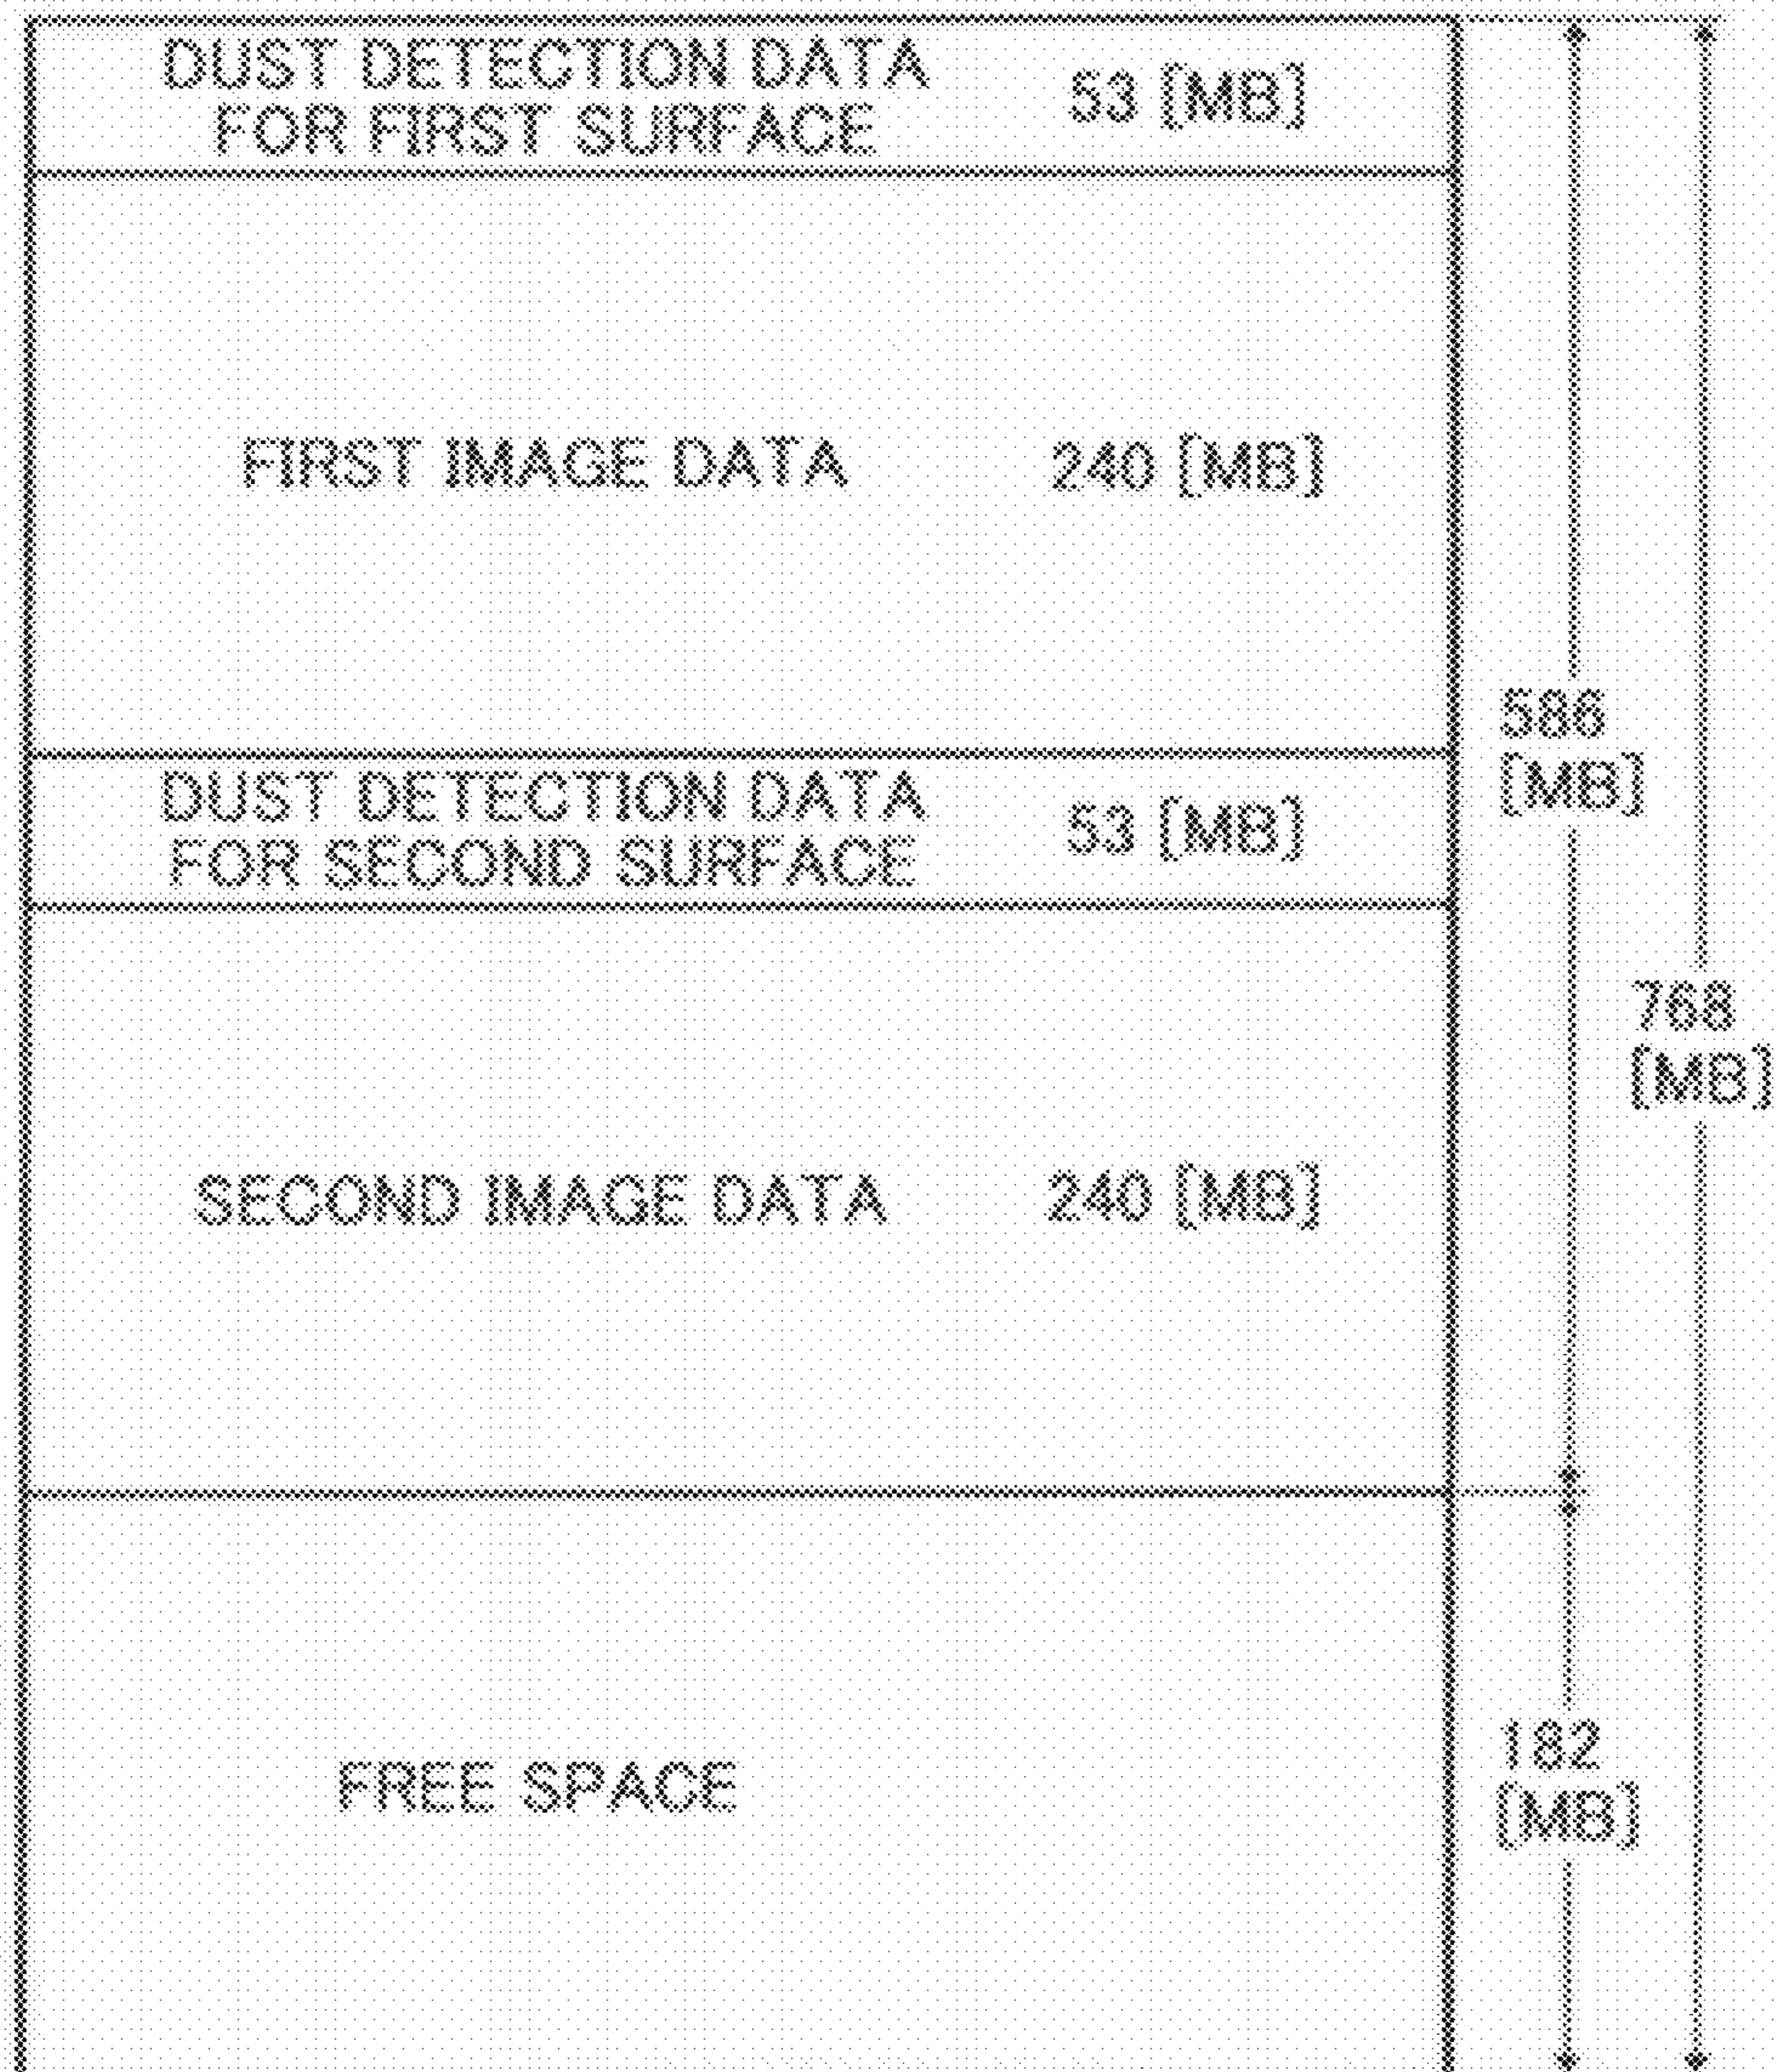 DUST DETECTION DATA
FOR FIRST SURFACE
53 [MB]
FIRST IMAGE DATA
240 [MB]
586
[MB]
DUST DETECTION DATA
FOR SECOND SURFACE
53 [MB]
768
[MB]
SECOND IMAGE DATA
240 [MB]
FREE SPACE
182
[MB]